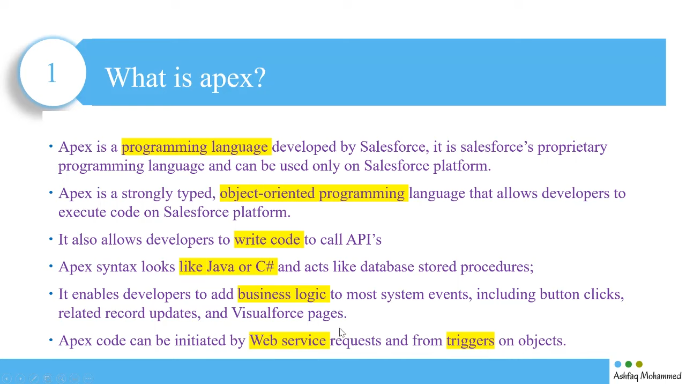 1
What is apex?
• Apex is a programming language developed by Salesforce, it is salesforce's proprietary
programming language and can be used only on Salesforce platform.
• Apex is a strongly typed, object-oriented programming language that allows developers to
execute code on Salesforce platform.
• It also allows developers to write code to call API's
• Apex syntax looks like Java or C# and acts like database stored procedures;
• It enables developers to add business logic to most system events, including button clicks,
related record updates, and Visualforce pages.
• Apex code can be initiated by Web service requests and from triggers on objects.
Ashfaq Mohammed